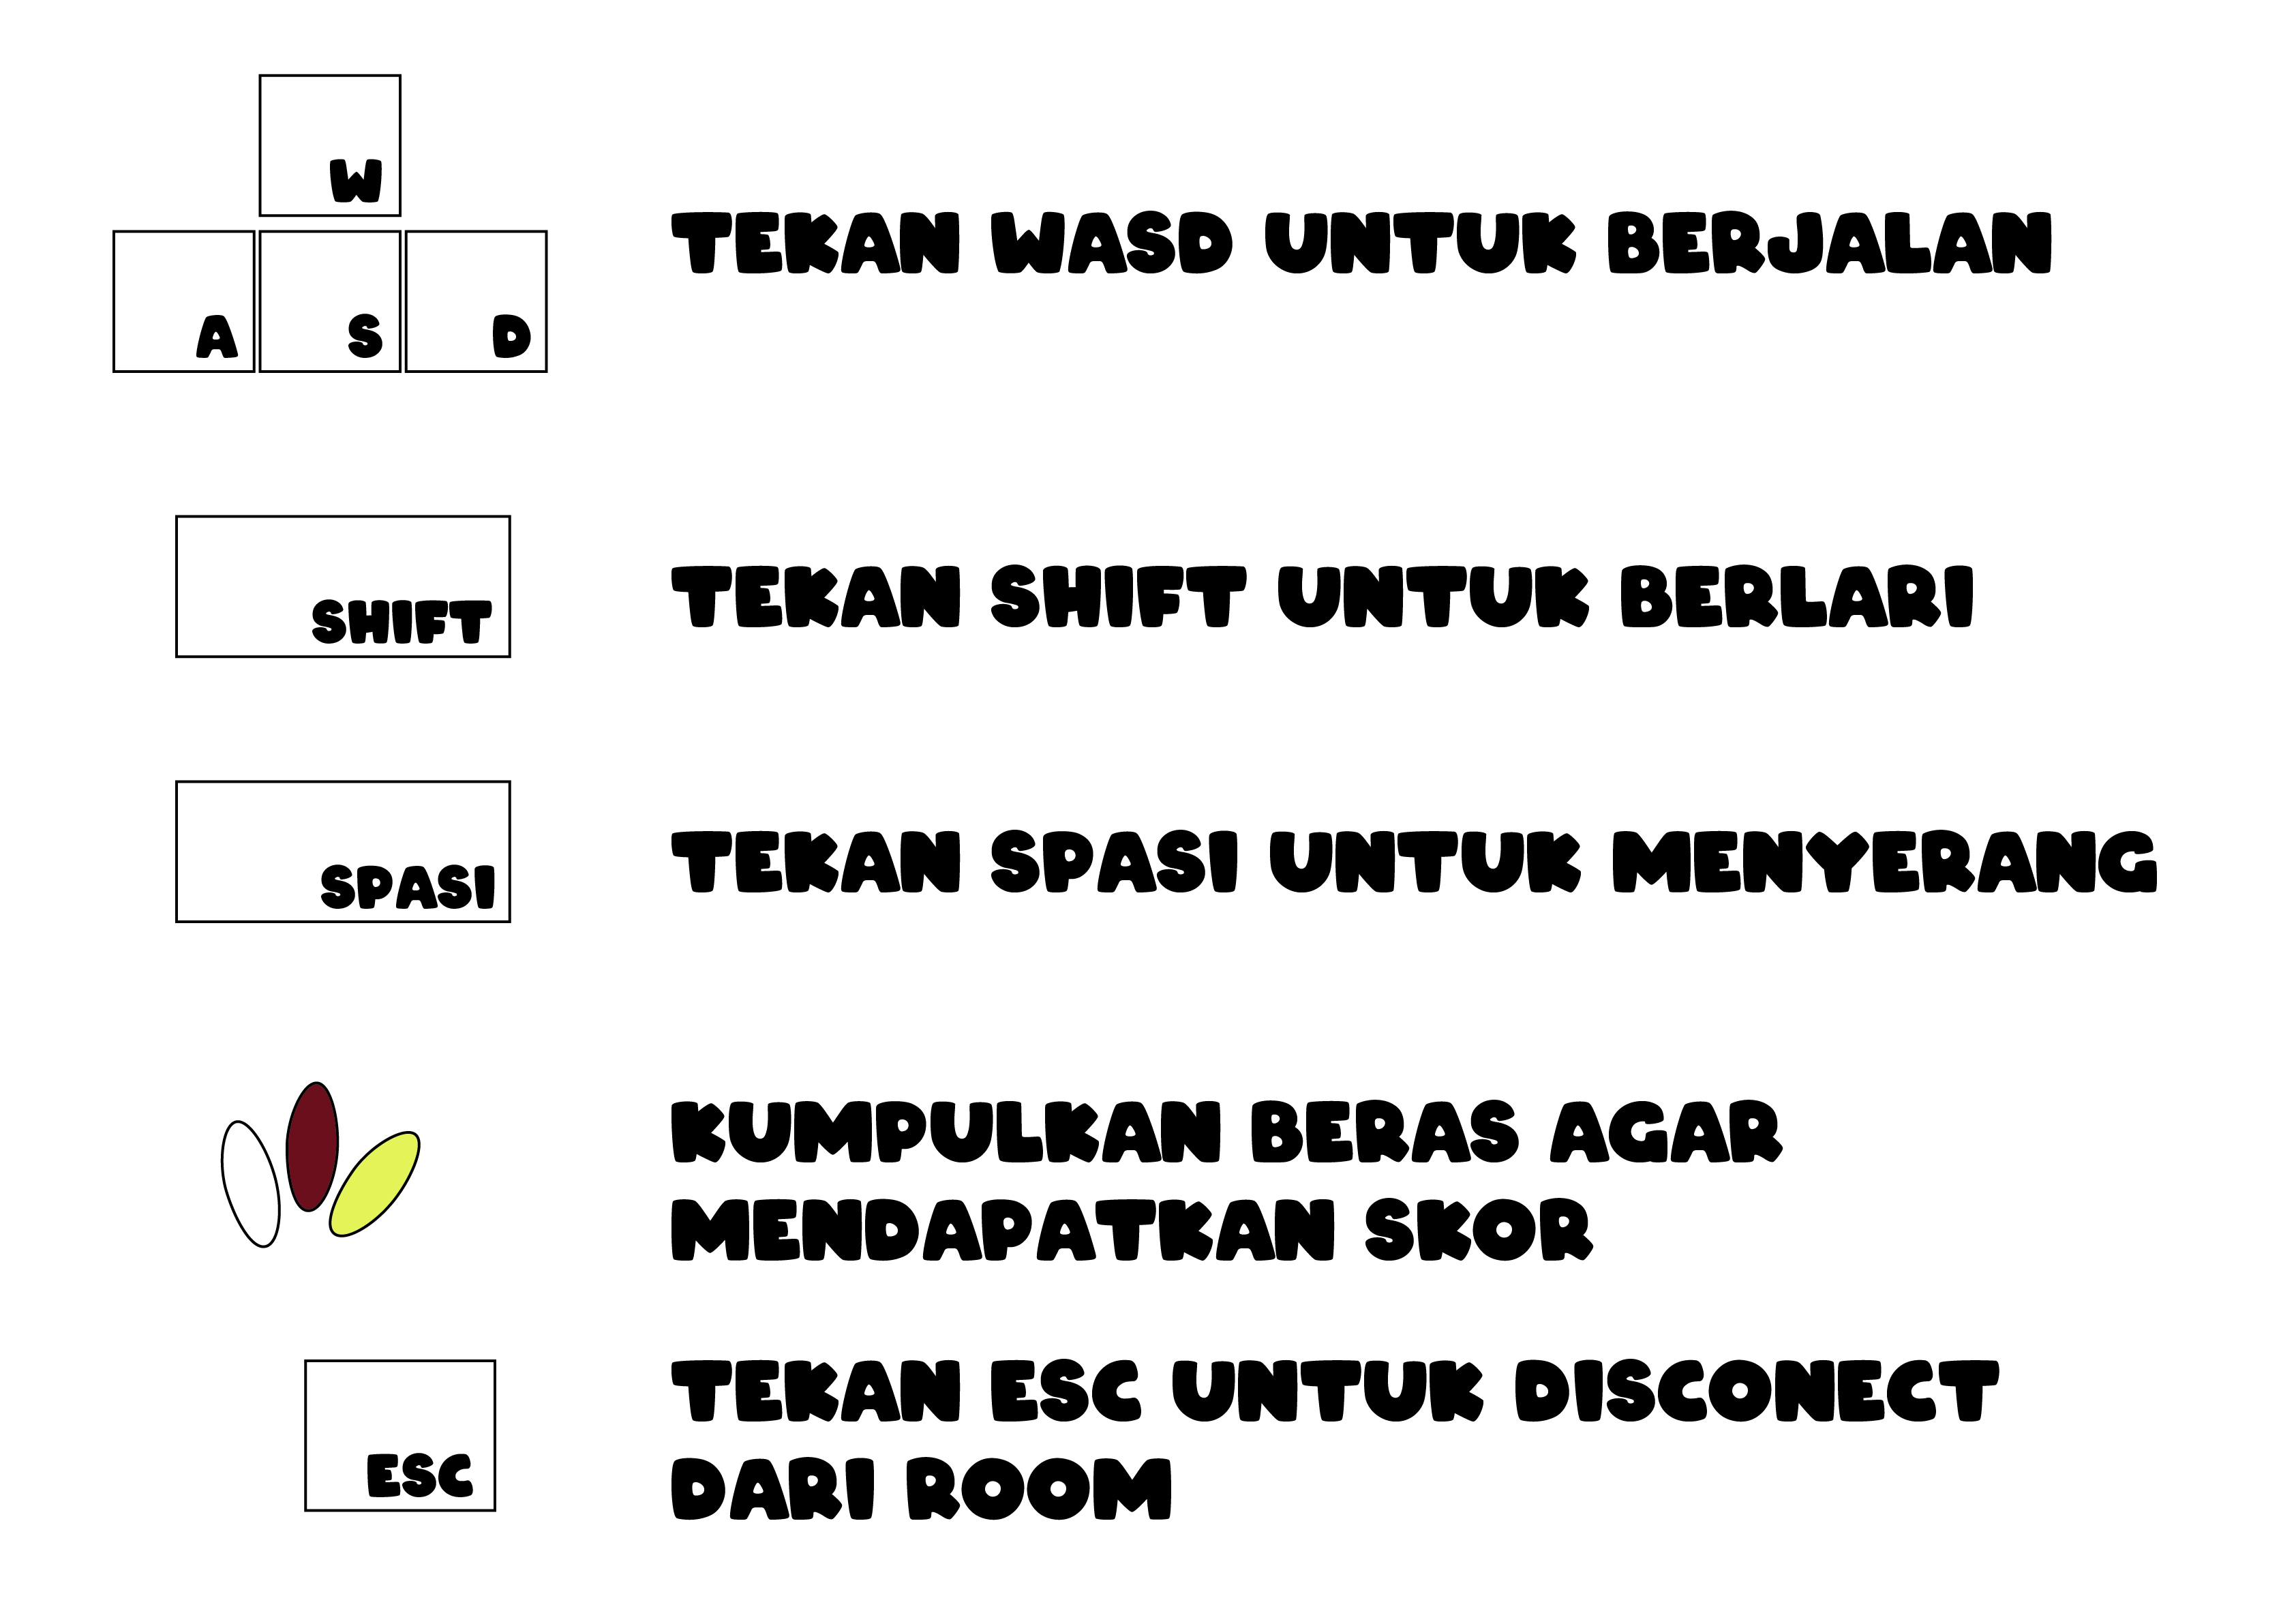 W
A S D
TEKAN WASD UNTUK BERJALAN
SHIFT
TEKAN SHIFT UNTUK BERLARI
SPASI
TEKAN SPASI UNTUK MENYERANG
KUMPULKAN BERAS AGAR
MENDAPATKAN SKOR
ESC
TEKAN ESC UNTUK DISCONECT
DARI ROOM